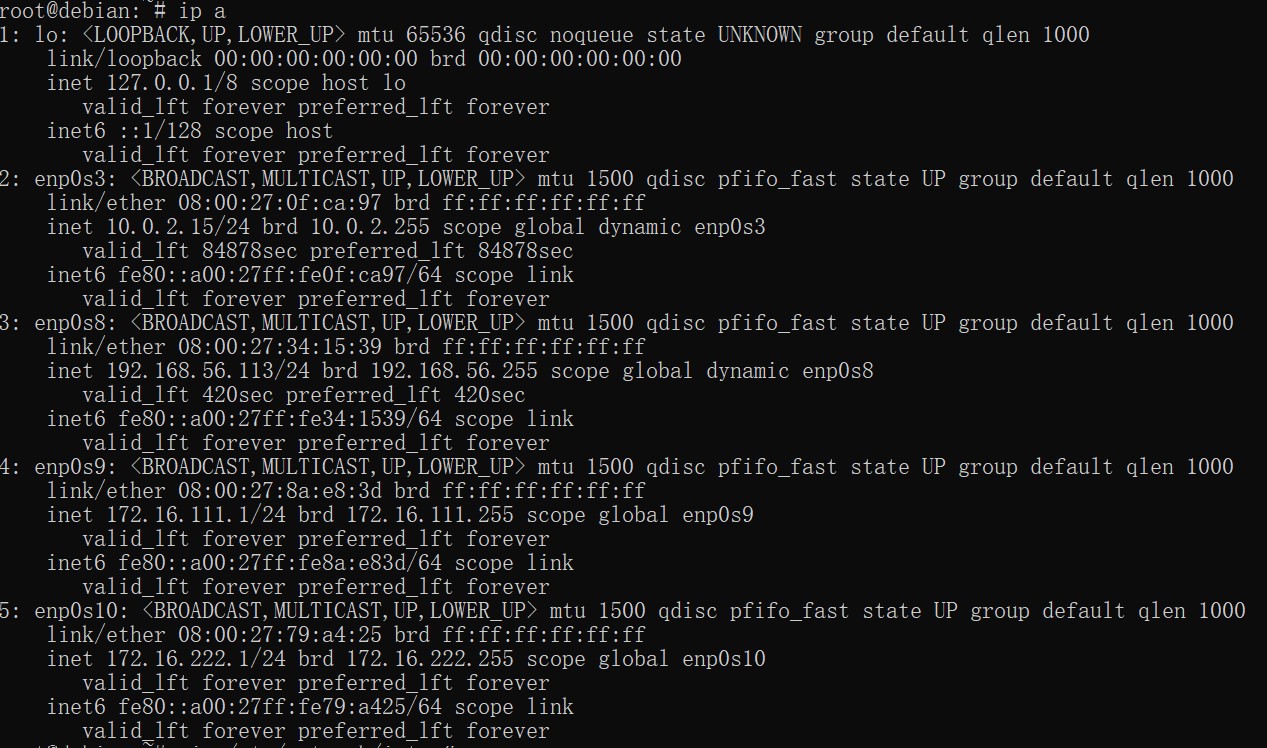 root@debian:~# ip a
1: lo: <LOOPBACK,UP,LOWER_UP> mtu 65536 qdisc noqueue state UNKNOWN group default qlen 1000
link/loopback 00:00:00:00:00:00 brd 00:00:00:00:00:00
inet 127.0.0.1/8 scope host lo
valid_lft forever preferred_lft forever
inet6 ::1/128 scope host
valid_lft forever preferred_lft forever
2: enp0s3: <BROADCAST,MULTICAST,UP,LOWER_UP> mtu 1500 qdisc pfifo_fast state UP group default qlen 1000
link/ether 08:00:27:0f:ca:97 brd ff:ff:ff:ff:ff:ff
inet 10.0.2.15/24 brd 10.0.2.255 scope global dynamic enp0s3
valid_lft 84878sec preferred_lft 84878sec
inet6 fe80::a00:27ff:fe0f:ca97/64 scope link
valid_lft forever preferred_lft forever
3: enp0s8: <BROADCAST,MULTICAST,UP,LOWER_UP> mtu 1500 qdisc pfifo_fast state UP group default qlen 1000
link/ether 08:00:27:34:15:39 brd ff:ff:ff:ff:ff:ff
inet 192.168.56.113/24 brd 192.168.56.255 scope global dynamic enp0s8
valid_lft 420sec preferred_lft 420sec
inet6 fe80::a00:27ff:fe34:1539/64 scope link
valid_lft forever preferred_lft forever
4: enp0s9: <BROADCAST,MULTICAST,UP,LOWER_UP> mtu 1500 qdisc pfifo_fast state UP group default qlen 1000
link/ether 08:00:27:8a:e8:3d brd ff:ff:ff:ff:ff:ff
inet 172.16.111.1/24 brd 172.16.111.255 scope global enp0s9
valid_lft forever preferred_lft forever
inet6 fe80::a00:27ff:fe8a:e83d/64 scope link
valid_lft forever preferred_lft forever
5: enp0s10: <BROADCAST,MULTICAST,UP,LOWER_UP> mtu 1500 qdisc pfifo_fast state UP group default qlen 1000
link/ether 08:00:27:79:a4:25 brd ff:ff:ff:ff:ff:ff
inet 172.16.222.1/24 brd 172.16.222.255 scope global enp0s10
valid_lft forever preferred_lft forever
inet6 fe80::a00:27ff:fe79:a425/64 scope link
valid_lft forever preferred_lft forever